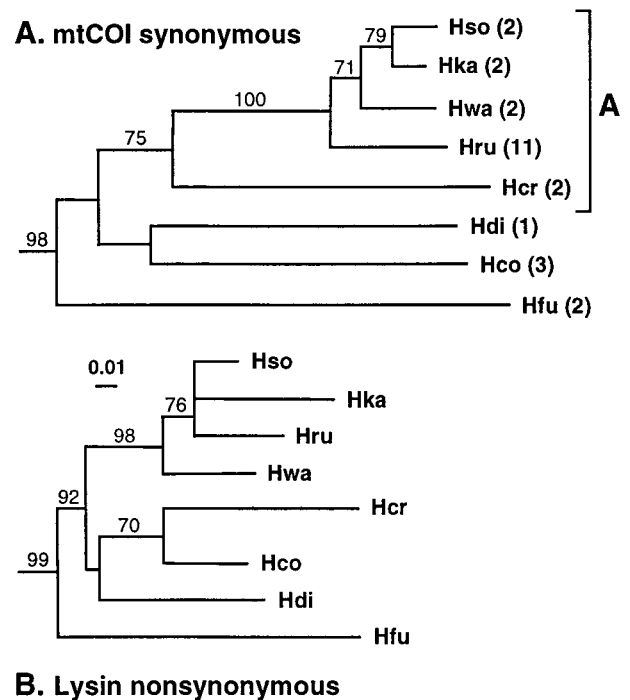 A. mtCOI synonymous
79
Hso (2)
71
Hka (2)
100
Hwa (2)
A
75
Hru (11)
Hcr (2)
98
Hdi (1)
Hco (3)
Hfu (2)
0.01
Hso
76
Hka
98
Hru
Hwa
92
Hcr
70
Hco
99
Hdi
Hfu
B. Lysin nonsynonymous